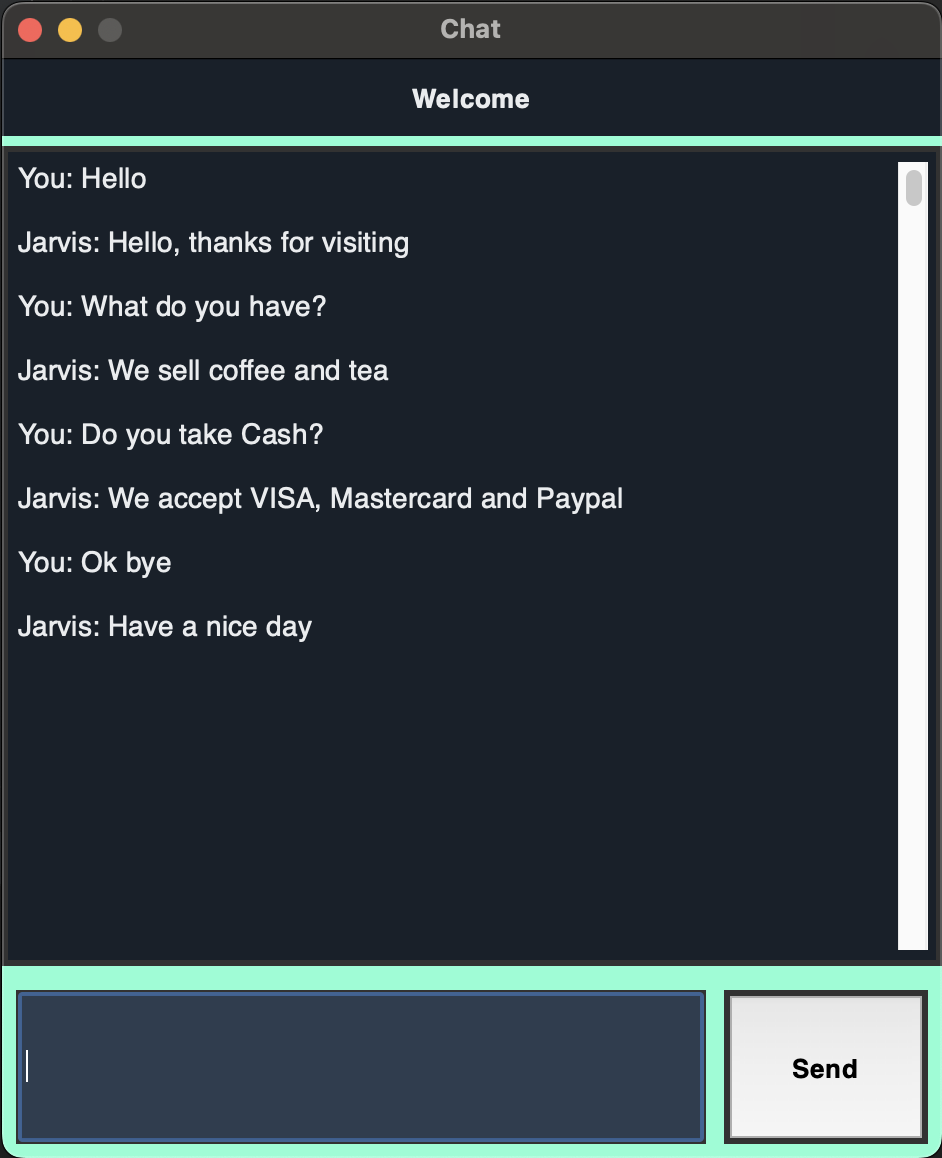 Chat
Welcome
You: Hello
Jarvis: Hello, thanks for visiting
You: What do you have?
Jarvis: We sell coffee and tea
You: Do you take Cash?
Jarvis: We accept VISA, Mastercard and Paypal
You: Ok bye
Jarvis: Have a nice day
Send